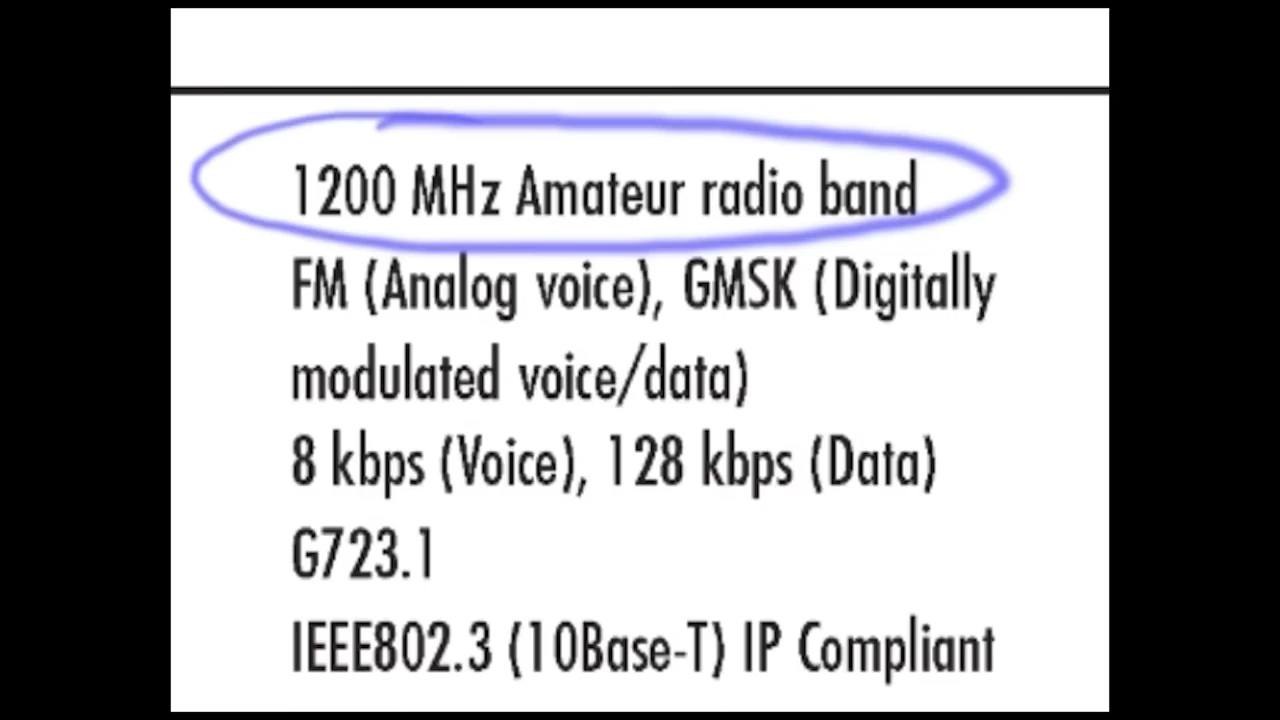 1200 MHz Amateur radio band
FM (Analog voice), GMSK (Digitally
modulated voice/data)
8 kbps (Voice), 128 kbps (Data)
G723.1
IEEE802.3 (10Base-T) IP Compliant